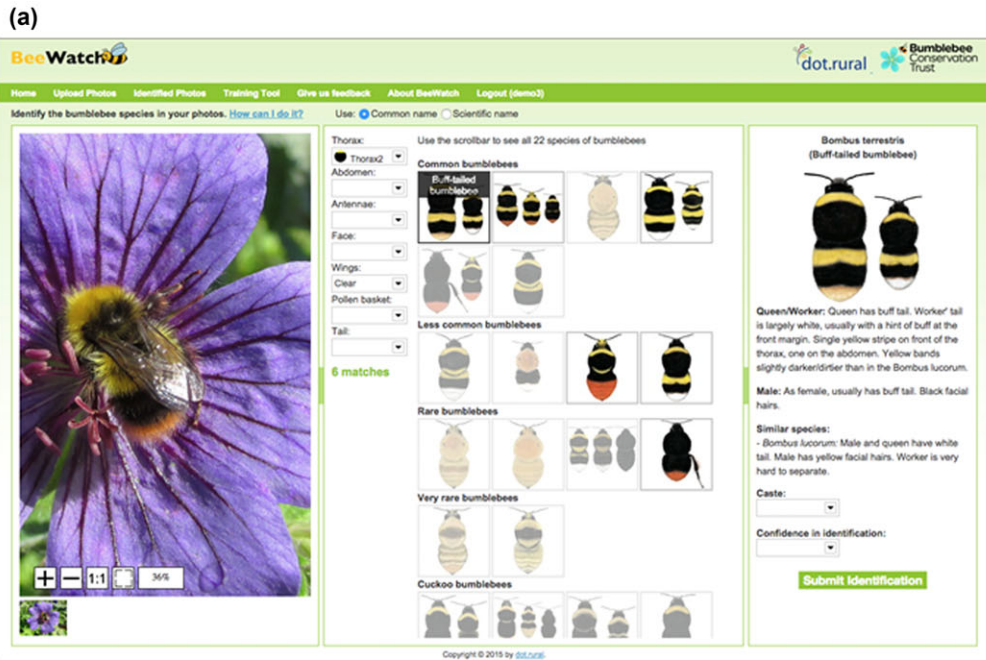 (a)
BeeWatch
dot.rural
Bumblebee
Conservation
Trust
Home Upload Photos Identified Photos Training Tool Give us feedback About BeeWatch Logout (demo3)
Identify the bumblebee species in your photos. How can I do it? Use: Common name Scientific name
Thorax:
Thorax2
Abdomen:
Antennae:
Face:
Wings:
Clear
Pollen basket:
Tail:
6 matches
Use the scrollbar to see all 22 species of bumblebees
Common bumblebees
Buff-tailed
bumblebee
Less common bumblebees
Rare bumblebees
Very rare bumblebees
Cuckoo bumblebees
Bombus terrestris
(Buff-tailed bumblebee)
Queen/Worker: Queen has buff tail. Worker' tail
is largely white, usually with a hint of buff at the
front margin. Single yellow stripe on front of the
thorax, one on the abdomen. Yellow bands
slightly darker/dirtier than in the Bombus lucorum.
Male: As female, usually has buff tail. Black facial
hairs.
Similar species:
- Bombus lucorum: Male and queen have white
tail. Male has yellow facial hairs. Worker is very
hard to separate.
Caste:
Confidence in identification:
Submit Identification
1:1
36%
Copyright © 2015 by dot.rural.